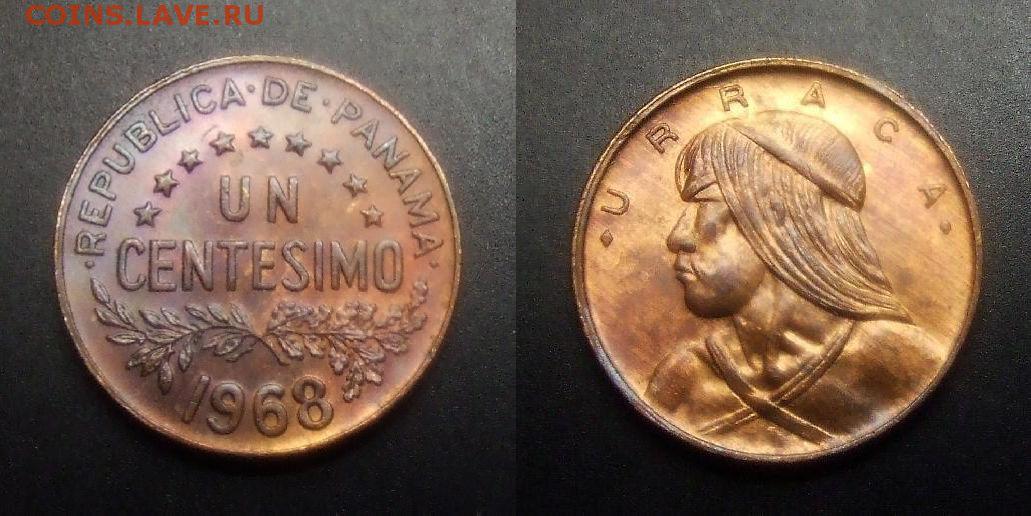 COINS.LAVE.RU
·REPUBLICA·DE·PANAMA·
UN
CENTESIMO
1968
·URRACA·